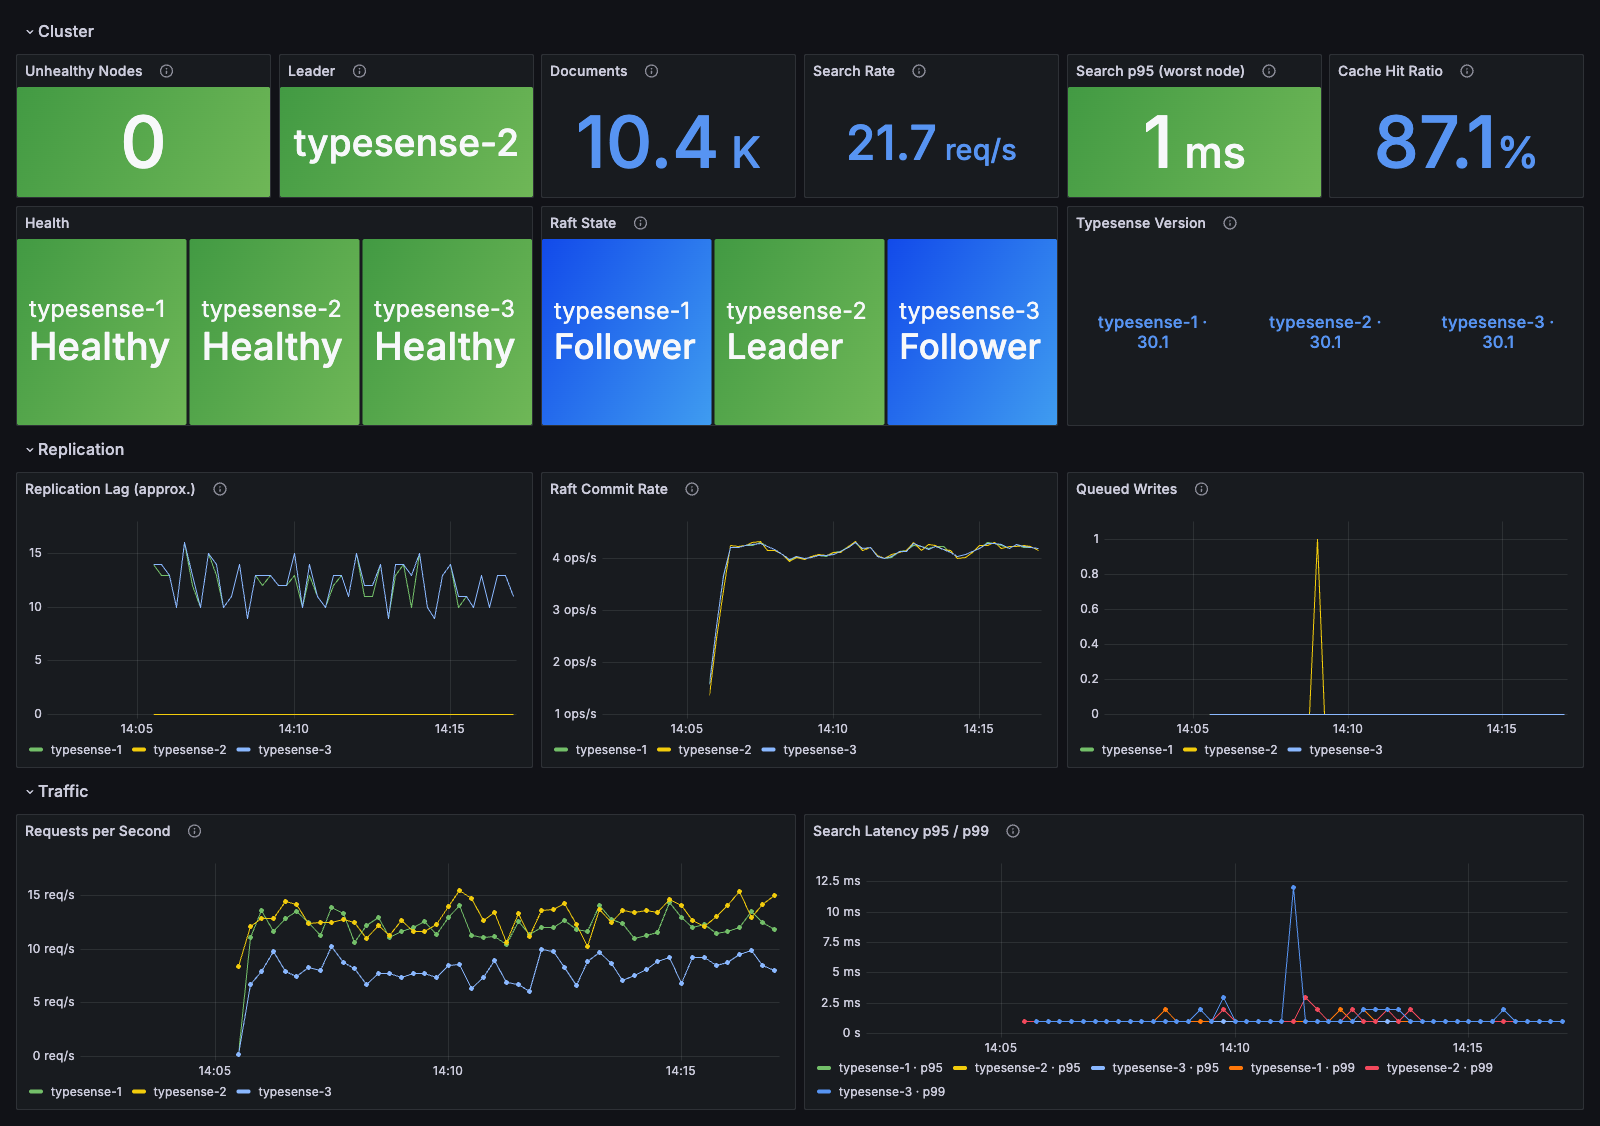 Cluster
Unhealthy Nodes
Leader
Documents
Search Rate
Search p95 (worst node)
Cache Hit Ratio
0
typesense-2
10.4 K
21.7 req/s
1 ms
87.1%
Health
Raft State
Typesense Version
typesense-1
Healthy
typesense-2
Healthy
typesense-3
Healthy
typesense-1
Follower
typesense-2
Leader
typesense-3
Follower
typesense-1 ·
30.1
typesense-2 ·
30.1
typesense-3 ·
30.1
Replication
Replication Lag (approx.)
15
10
5
0
14:05 14:10 14:15
typesense-1 typesense-2 typesense-3
Raft Commit Rate
4 ops/s
3 ops/s
2 ops/s
1 ops/s
14:05 14:10 14:15
typesense-1 typesense-2 typesense-3
Queued Writes
1
0.8
0.6
0.4
0.2
0
14:05 14:10 14:15
typesense-1 typesense-2 typesense-3
Traffic
Requests per Second
15 req/s
10 req/s
5 req/s
0 req/s
14:05 14:10 14:15
typesense-1 typesense-2 typesense-3
Search Latency p95 / p99
12.5 ms
10 ms
7.5 ms
5 ms
2.5 ms
0 s
14:05 14:10 14:15
typesense-1 · p95 typesense-2 · p95 typesense-3 · p95 typesense-1 · p99 typesense-2 · p99
typesense-3 · p99